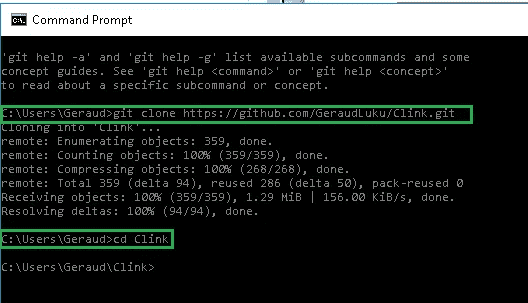 Command Prompt
'git help -a' and 'git help -g' list available subcommands and some
concept guides. See 'git help <command>' or 'git help <concept>'
to read about a specific subcommand or concept.
C:\Users\Geraud>git clone https://github.com/GeraudLuku/Clink.git
Cloning into 'Clink'...
remote: Enumerating objects: 359, done.
remote: Counting objects: 100% (359/359), done.
remote: Compressing objects: 100% (268/268), done.
remote: Total 359 (delta 94), reused 286 (delta 50), pack-reused 0
Receiving objects: 100% (359/359), 1.29 MiB | 156.00 KiB/s, done.
Resolving deltas: 100% (94/94), done.
C:\Users\Geraud>cd Clink
C:\Users\Geraud\Clink>